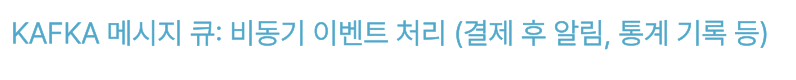 KAFKA 메시지 큐: 비동기 이벤트 처리 (결제 후 알림, 통계 기록 등)